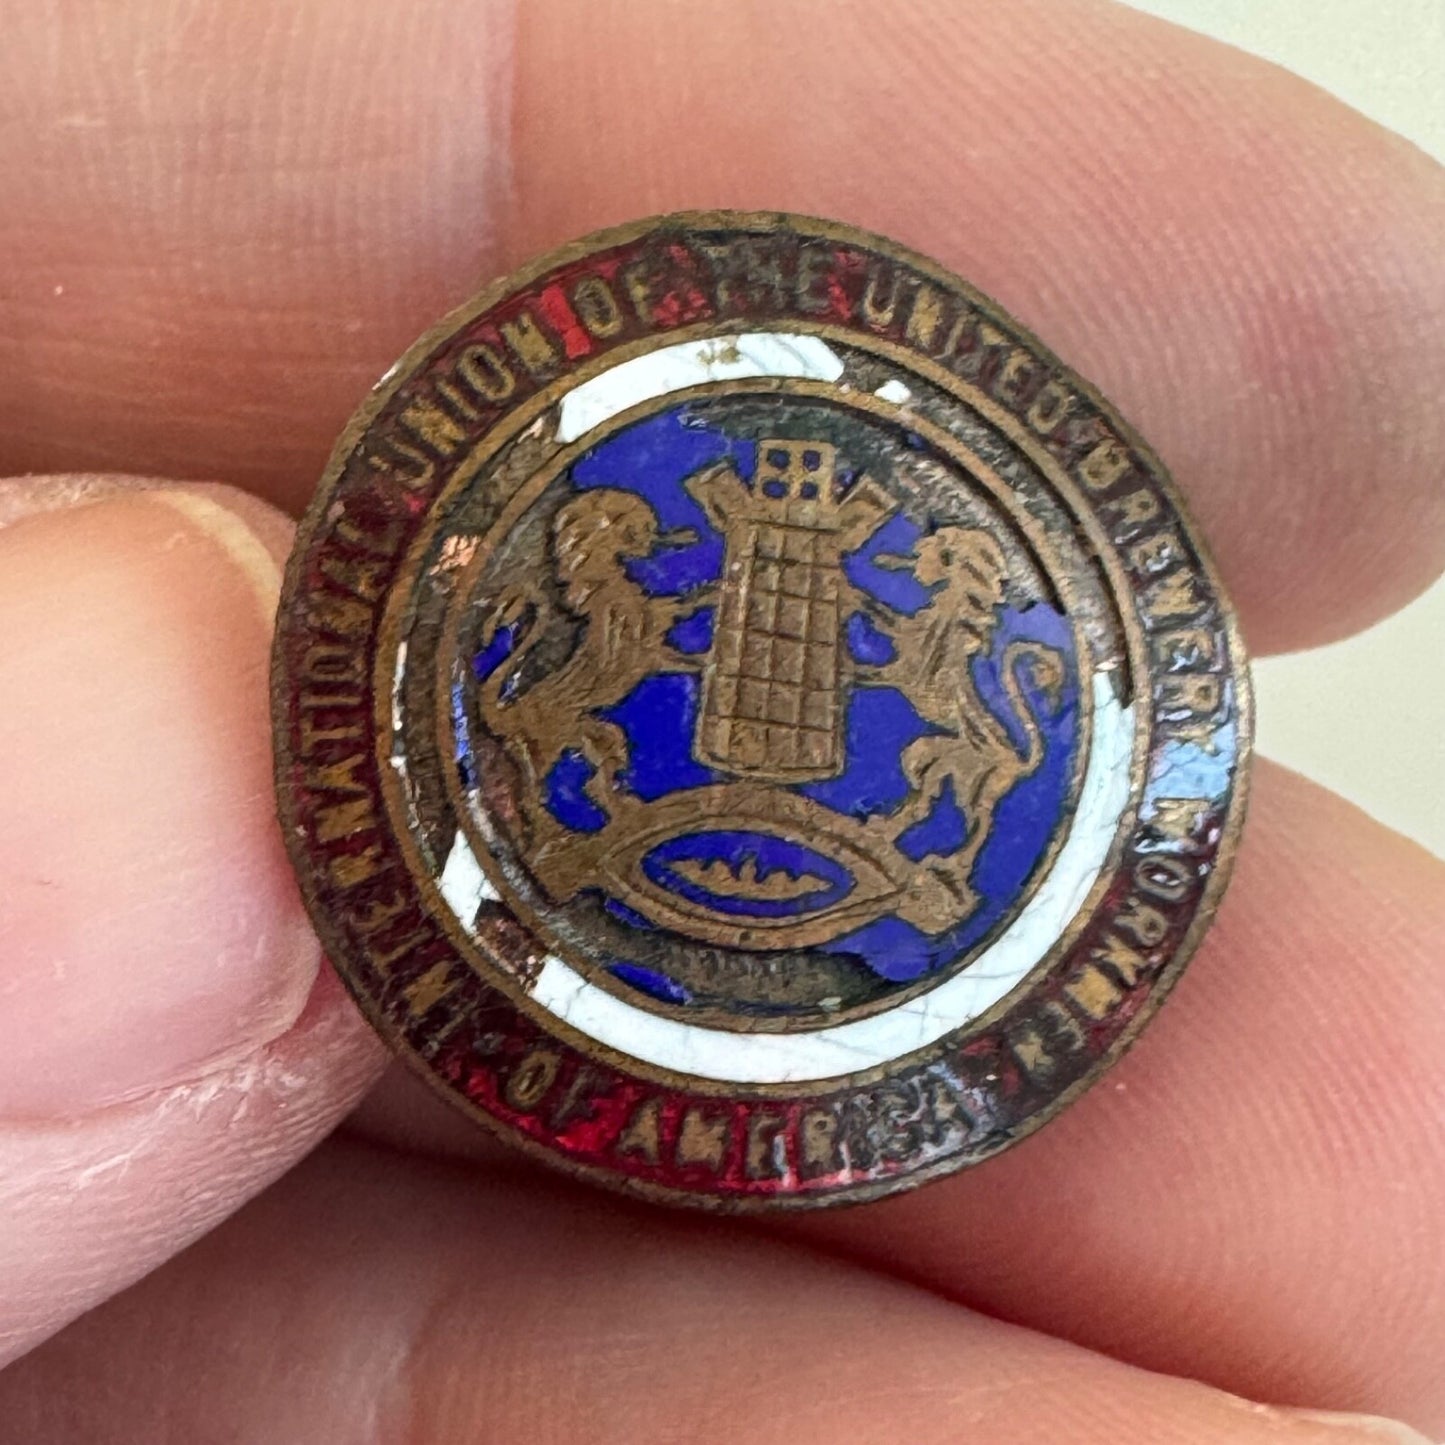 INTERNATIONAL UNION OF THE UNITED BREWERY WORKMEN
OF AMERICA